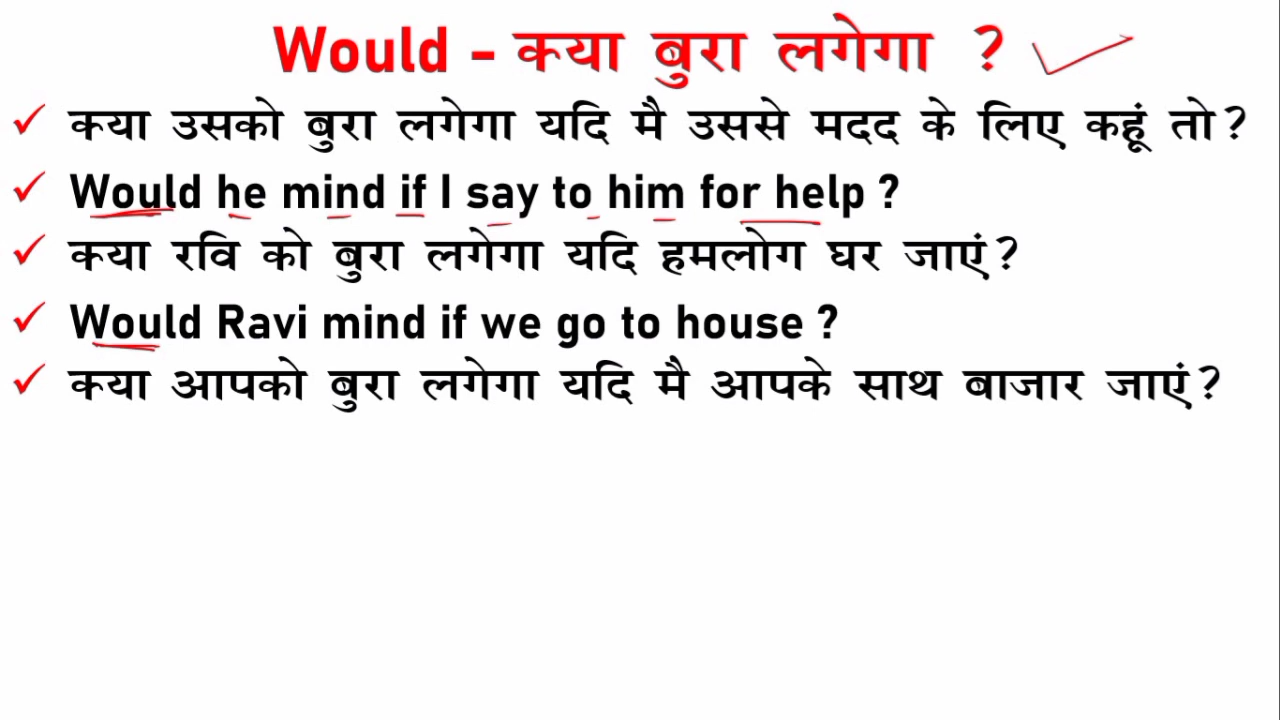 Would - क्या बुरा लगेगा ?
क्या उसको बुरा लगेगा यदि मै उससे मदद के लिए कहूं तो?
Would he mind if I say to him for help ?
क्या रवि को बुरा लगेगा यदि हमलोग घर जाएं?
Would Ravi mind if we go to house ?
क्या आपको बुरा लगेगा यदि मै आपके साथ बाजार जाएं?